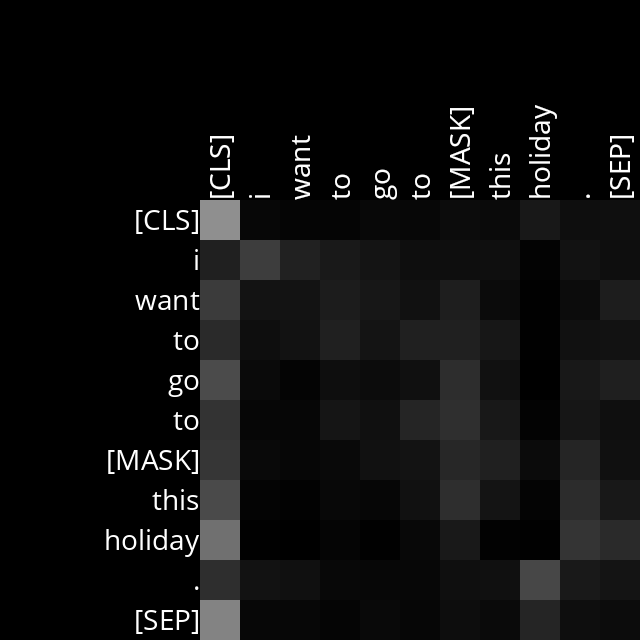 [CLS] i want to go to [MASK] this holiday . [SEP]
[CLS]
i
want
to
go
to
[MASK]
this
holiday
.
[SEP]